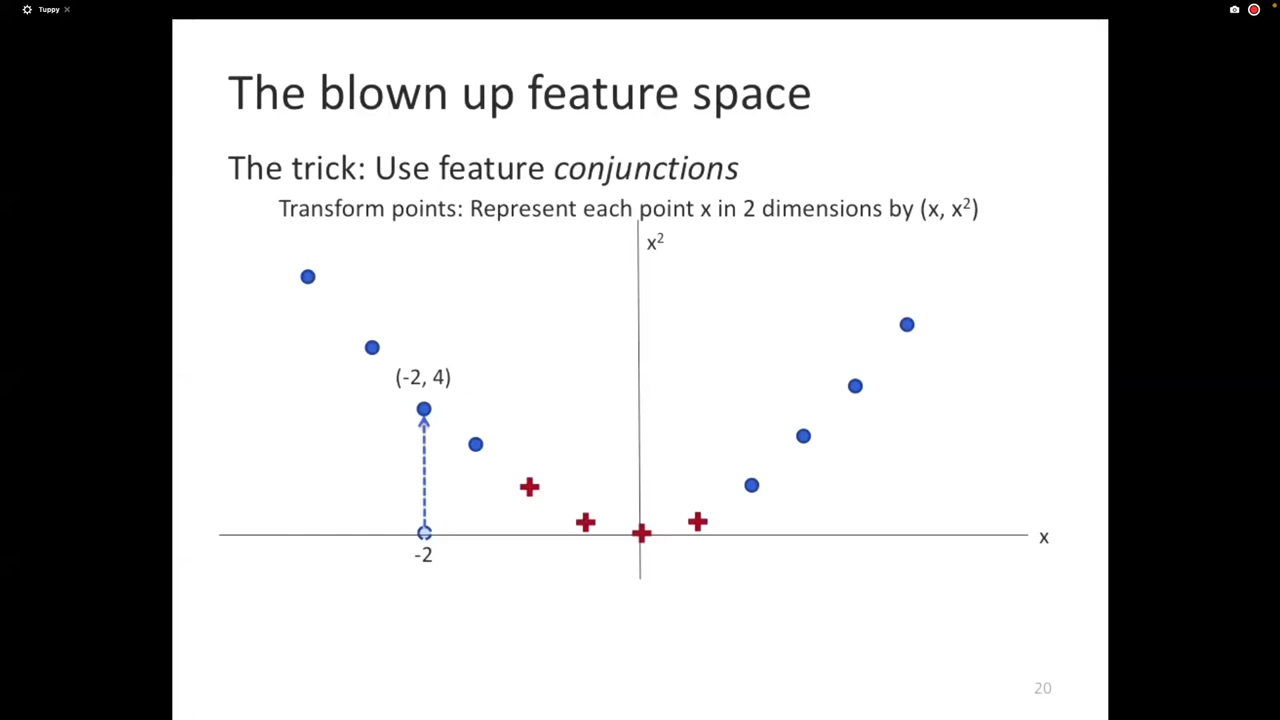 Tuppy
The blown up feature space
The trick: Use feature conjunctions
Transform points: Represent each point x in 2 dimensions by (x, x²)
x²
(-2, 4)
x
-2
20